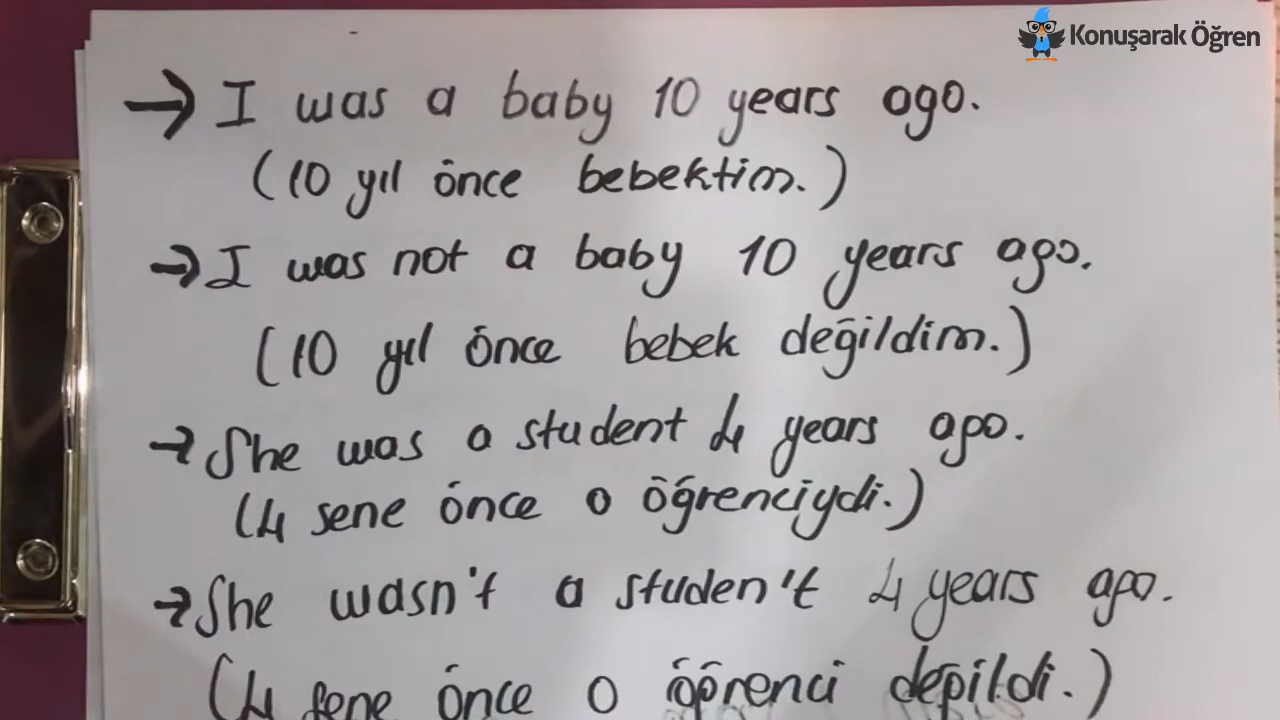 Konuşarak Öğren
→ I was a baby 10 years ago.
(10 yıl önce bebektim.)
→ I was not a baby 10 years ago.
(10 yıl önce bebek değildim.)
→ She was a student 4 years ago.
(4 sene önce o öğrenciydi.)
→ She wasn't a studen't 4 years ago.
(4 sene önce o öğrenci değildi.)